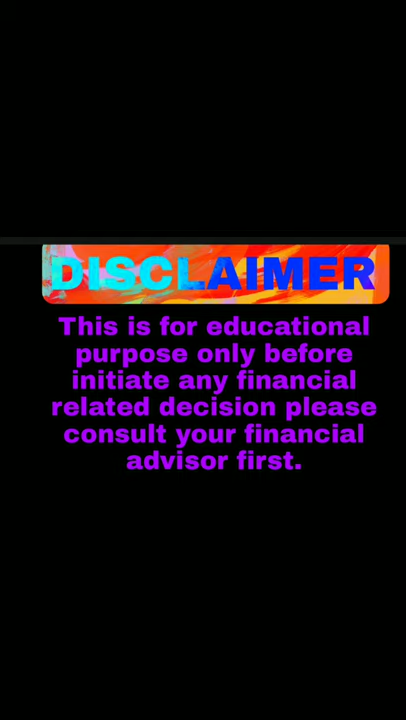 DISCLAIMER
This is for educational
purpose only before
initiate any financial
related decision please
consult your financial
advisor first.